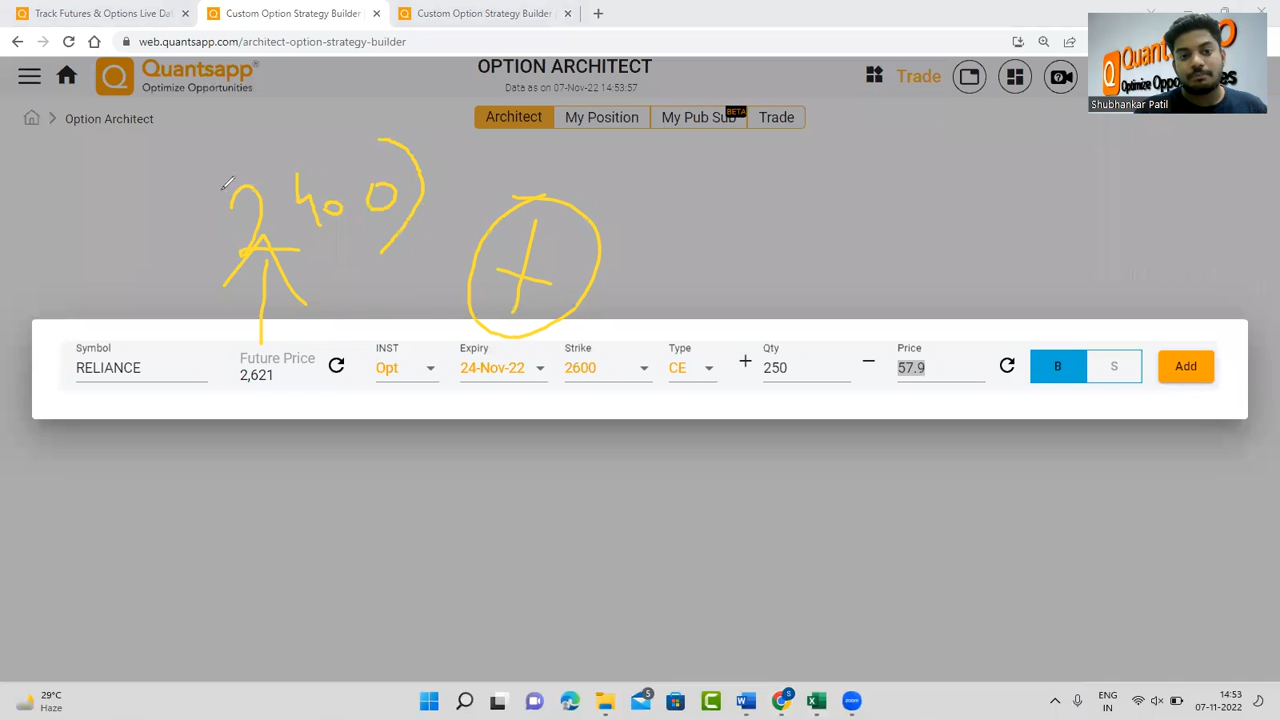 Track Futures & Options Live Da
Custom Option Strategy Builder
Custom Option Strategy Builder
web.quantsapp.com/architect-option-strategy-builder
Quantsapp
Optimize Opportunities
OPTION ARCHITECT
Data as on 07-Nov-22 14:53:57
Trade
Shubhankar Patil
Option Architect
Architect
My Position
My Pub Sub
BETA
Trade
2400
Symbol Future Price INST Expiry Strike Type Qty Price
RELIANCE 2,621 Opt 24-Nov-22 2600 CE + 250 − 57.9 B S Add
29°C
Haze
5
ENG
IN
14:53
07-11-2022